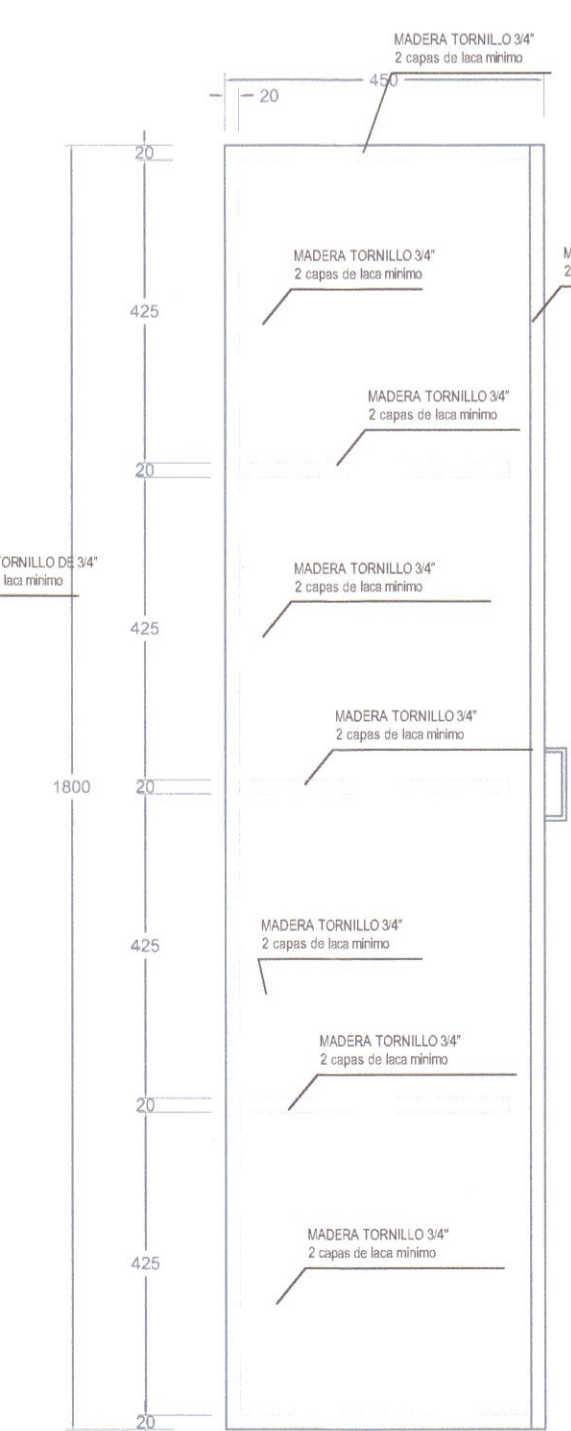 MADERA TORNILLO 3/4"
2 capas de laca minimo
450
20
20
MADERA TORNILLO 3/4"
2 capas de laca minimo
M
2
425
MADERA TORNILLO 3/4"
2 capas de laca minimo
20
TORNILLO DE 3/4"
laca minimo
MADERA TORNILLO 3/4"
2 capas de laca minimo
425
MADERA TORNILLO 3/4"
2 capas de laca minimo
1800
20
MADERA TORNILLO 3/4"
2 capas de laca minimo
425
MADERA TORNILLO 3/4"
2 capas de laca minimo
20
MADERA TORNILLO 3/4"
2 capas de laca minimo
425
20